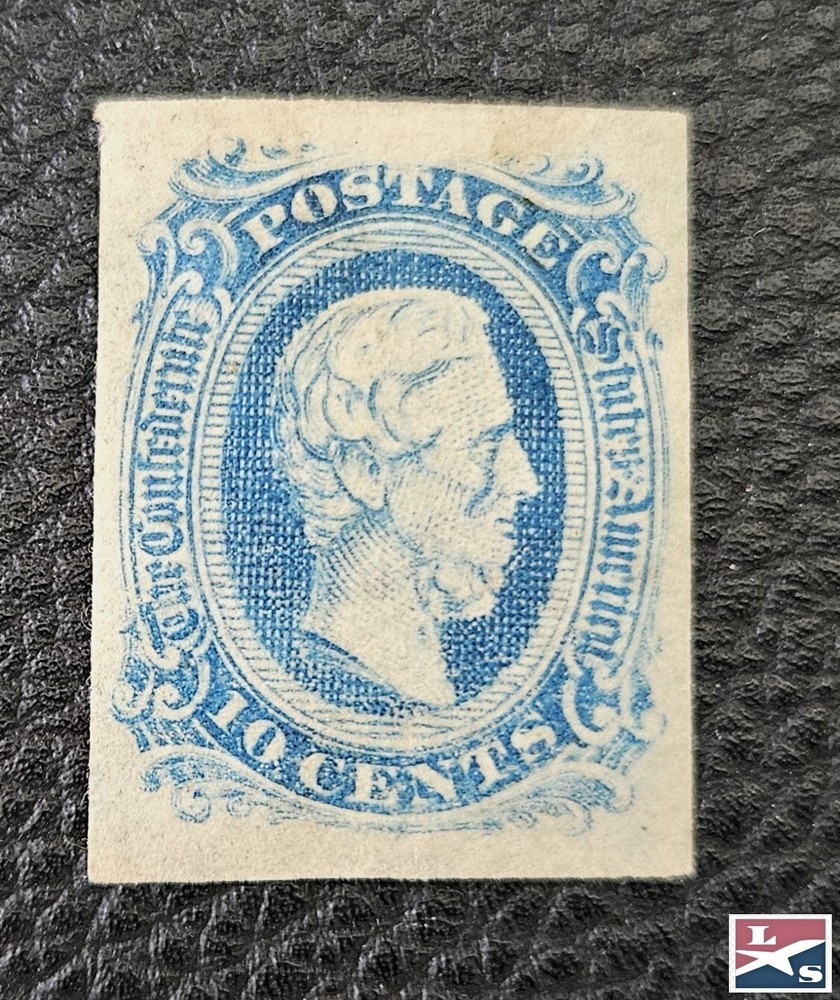 POSTAGE
The Confederate
States America
10 CENTS
L S